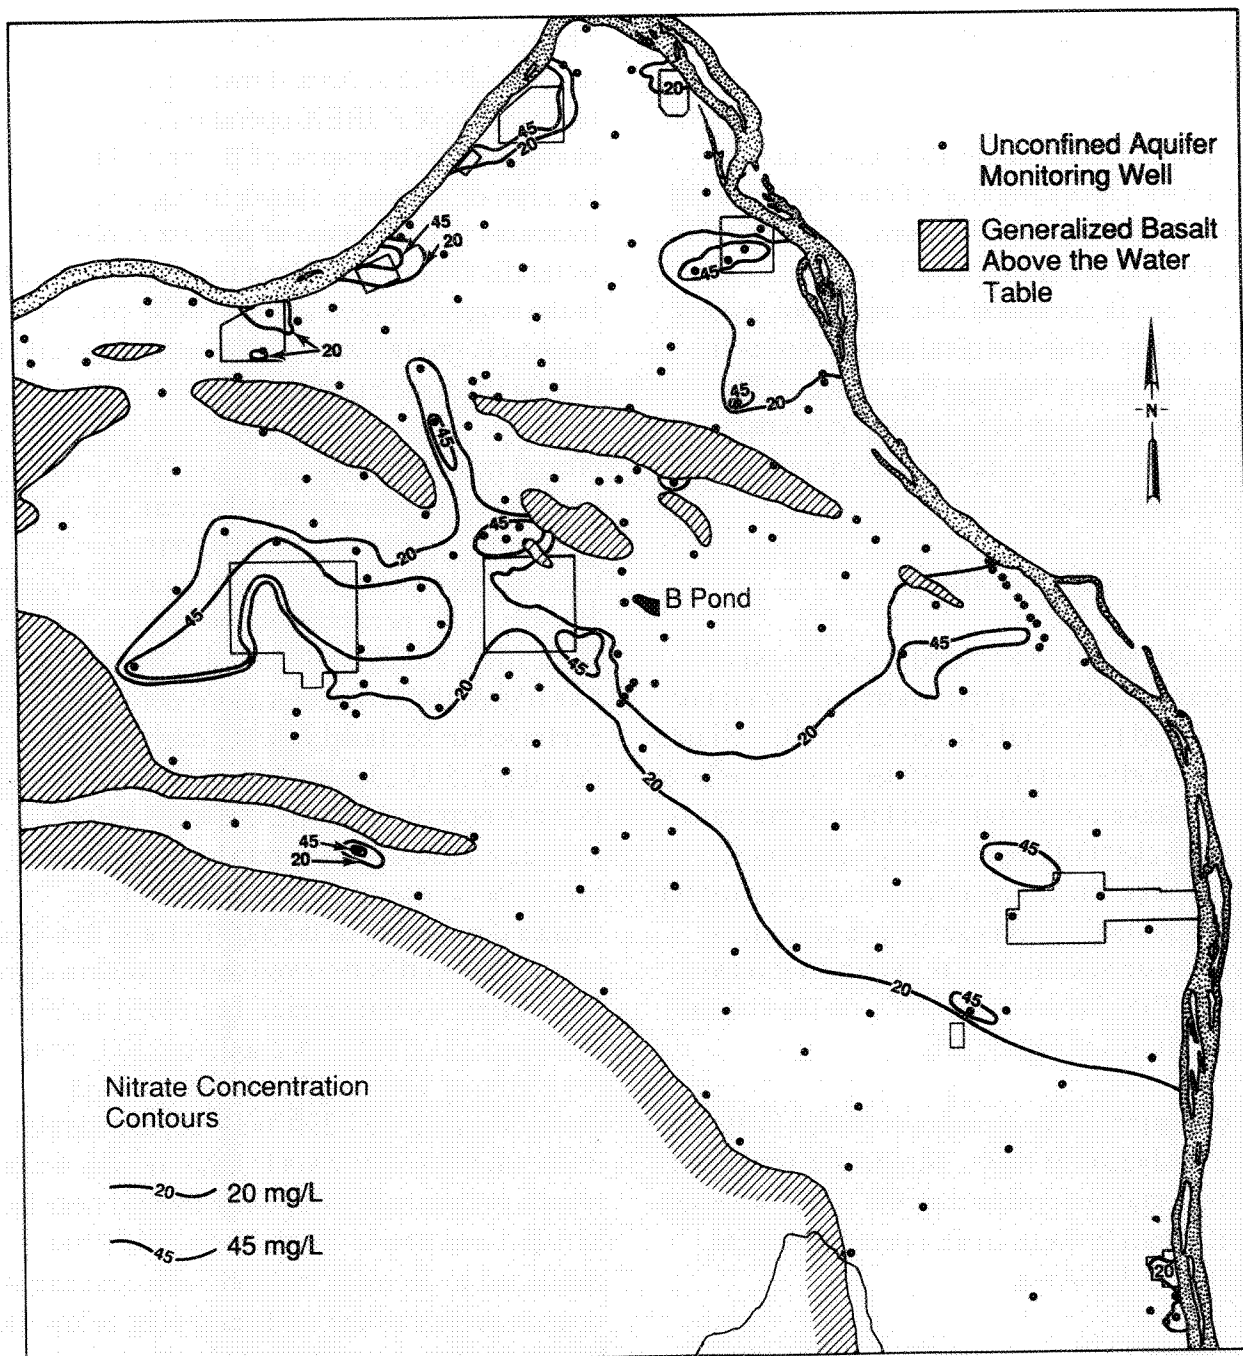 20
45
20
Unconfined Aquifer
Monitoring Well
Generalized Basalt
Above the Water
Table
45
20
45
20
45
20
-N-
45
45
20
45
B Pond
45
20
45
45
20
20
45
20
45
20
45
Nitrate Concentration
Contours
20 20 mg/L
45 45 mg/L
20